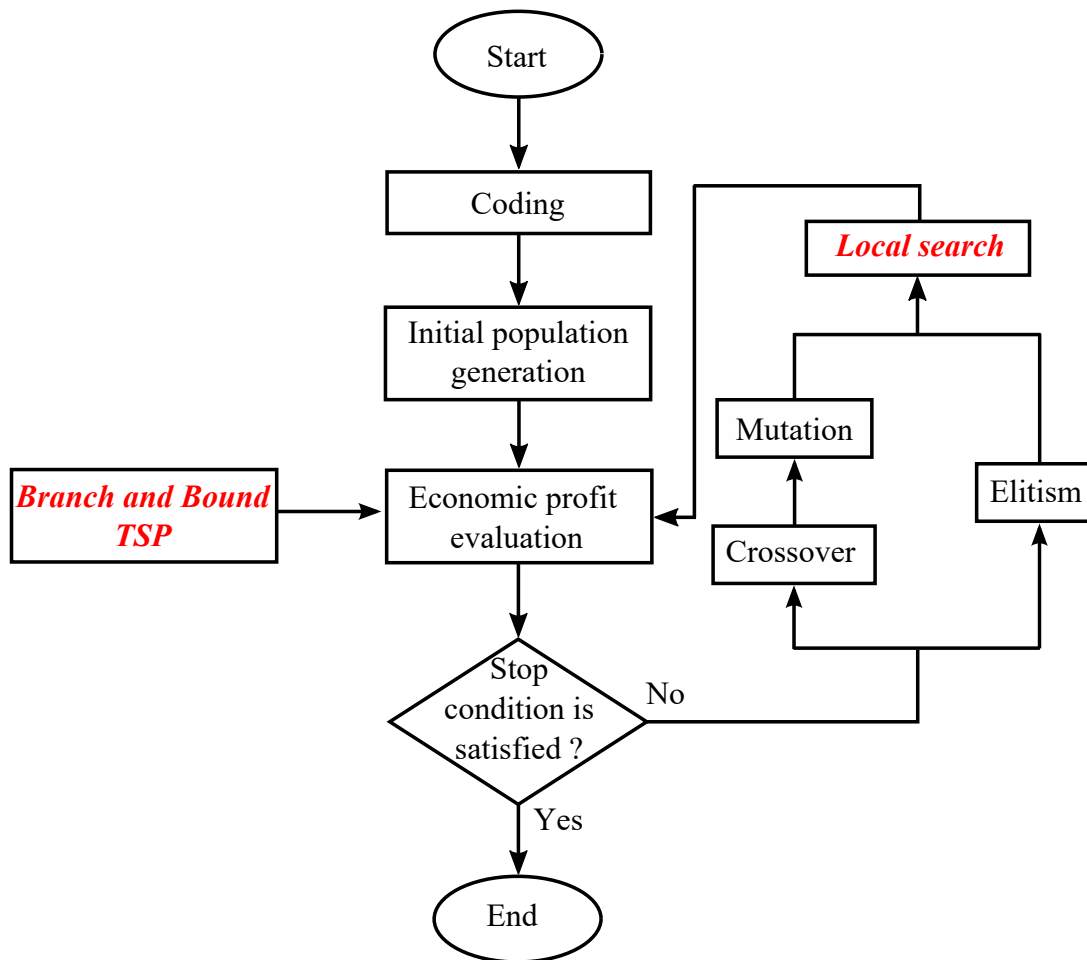 Start
Coding
Local search
Initial population
generation
Mutation
Branch and Bound
TSP
Economic profit
evaluation
Elitism
Crossover
Stop
condition is
satisfied ?
No
Yes
End